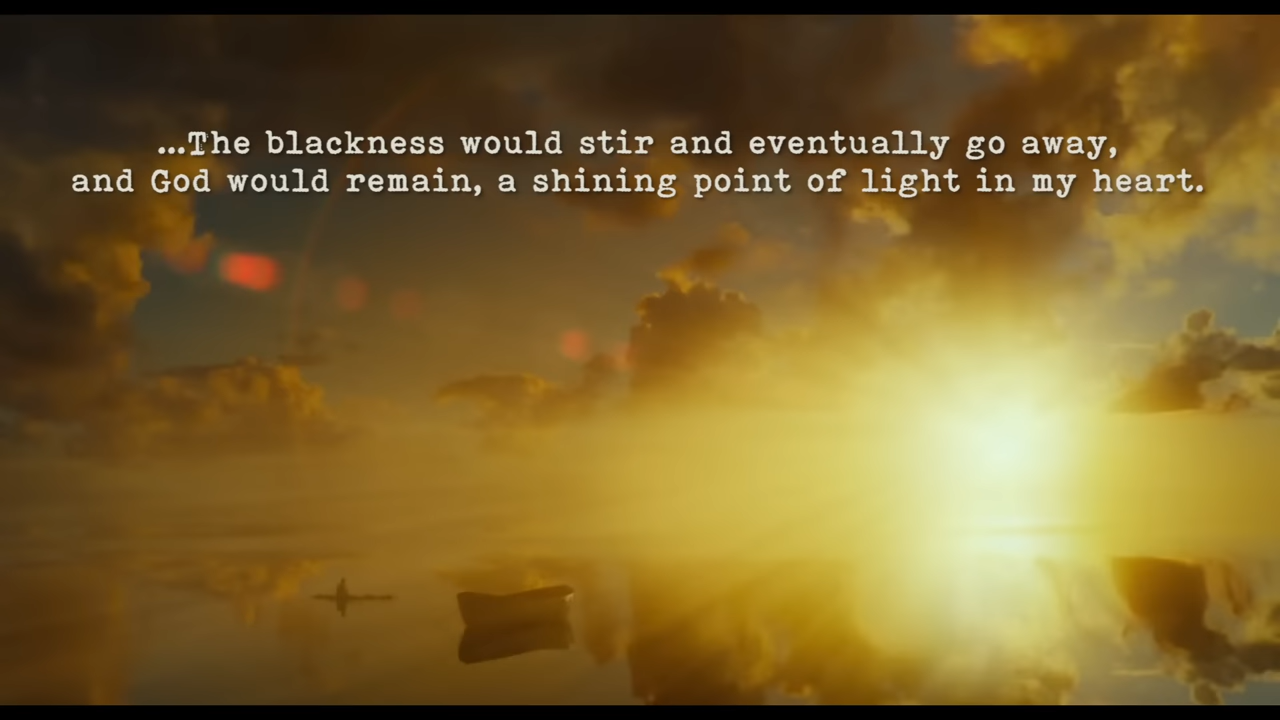 ...The blackness would stir and eventually go away,
and God would remain, a shining point of light in my heart.